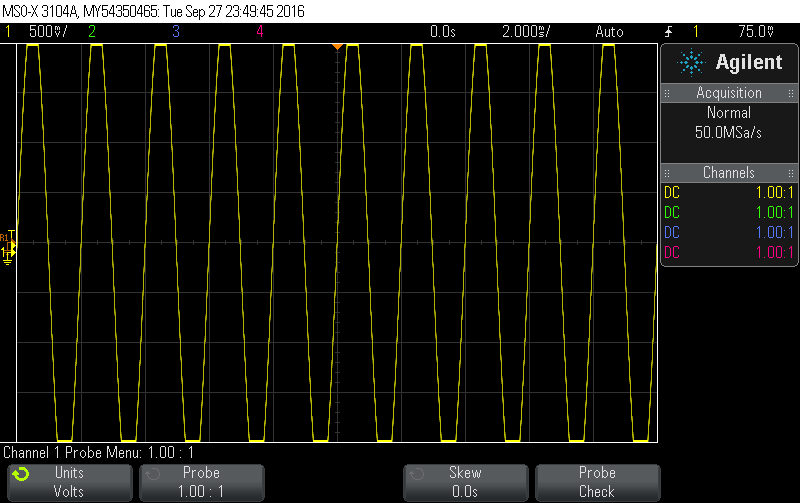 MSO-X 3104A, MY54350465: Tue Sep 27 23:49:45 2016
1 500mV/ 2 3 4 0.0s 2.000ms/ Auto 1 75.0mV
Agilent
Acquisition
Normal
50.0MSa/s
Channels
DC 1.00:1
DC 1.00:1
DC 1.00:1
DC 1.00:1
R1
1
Channel 1 Probe Menu: 1.00 : 1
Units
Volts
Probe
1.00 : 1
Skew
0.0s
Probe
Check